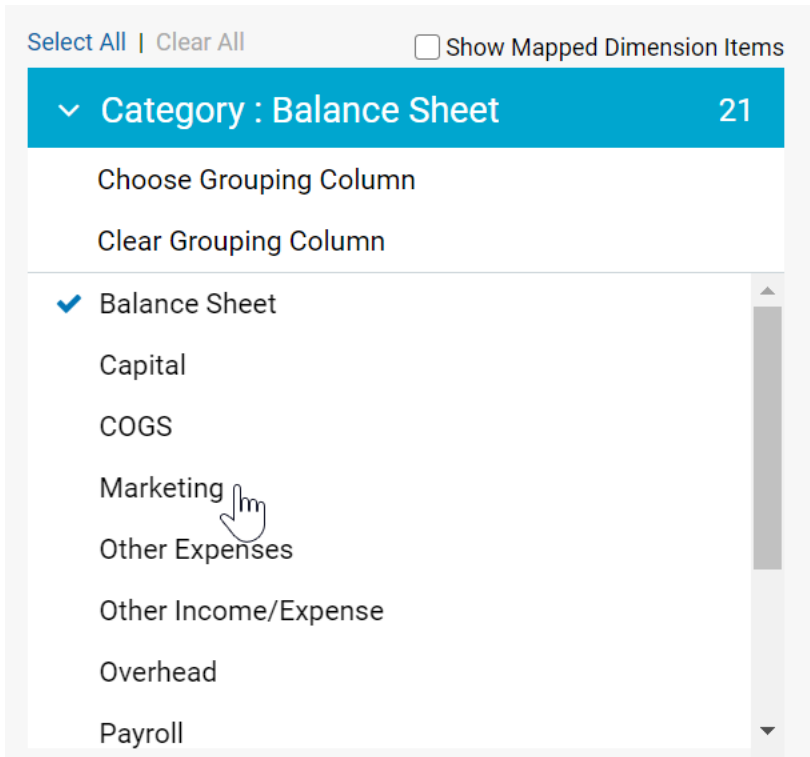 Select All | Clear All
Show Mapped Dimension Items
Category : Balance Sheet 21
Choose Grouping Column
Clear Grouping Column
Balance Sheet
Capital
COGS
Marketing
Other Expenses
Other Income/Expense
Overhead
Payroll